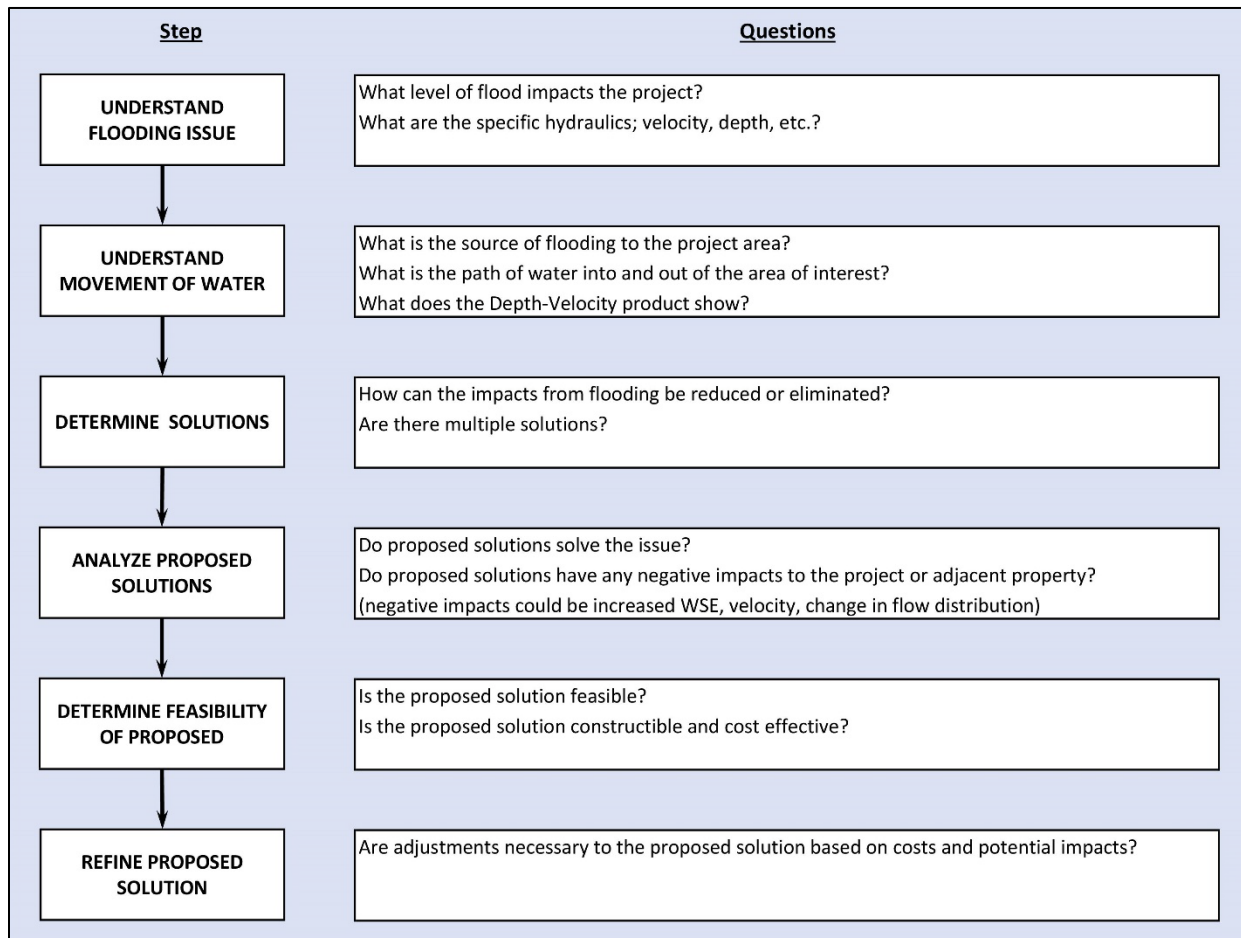 Step
Questions
UNDERSTAND
FLOODING ISSUE
What level of flood impacts the project?
What are the specific hydraulics; velocity, depth, etc.?
UNDERSTAND
MOVEMENT OF WATER
What is the source of flooding to the project area?
What is the path of water into and out of the area of interest?
What does the Depth-Velocity product show?
DETERMINE SOLUTIONS
How can the impacts from flooding be reduced or eliminated?
Are there multiple solutions?
ANALYZE PROPOSED
SOLUTIONS
Do proposed solutions solve the issue?
Do proposed solutions have any negative impacts to the project or adjacent property?
(negative impacts could be increased WSE, velocity, change in flow distribution)
DETERMINE FEASIBILITY
OF PROPOSED
Is the proposed solution feasible?
Is the proposed solution constructible and cost effective?
REFINE PROPOSED
SOLUTION
Are adjustments necessary to the proposed solution based on costs and potential impacts?